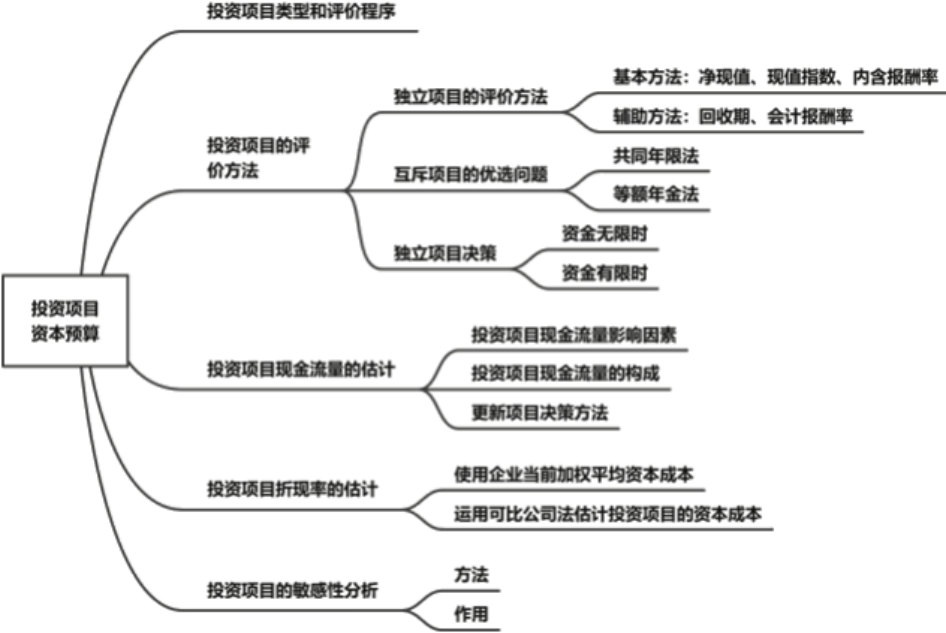 投资项目类型和评价程序
基本方法：净现值、现值指数、内含报酬率
独立项目的评价方法
辅助方法：回收期、会计报酬率
投资项目的评
价方法
共同年限法
互斥项目的优选问题
等额年金法
资金无限时
独立项目决策
资金有限时
投资项目
资本预算
投资项目现金流量影响因素
投资项目现金流量的估计
投资项目现金流量的构成
更新项目决策方法
使用企业当前加权平均资本成本
投资项目折现率的估计
运用可比公司法估计投资项目的资本成本
方法
投资项目的敏感性分析
作用